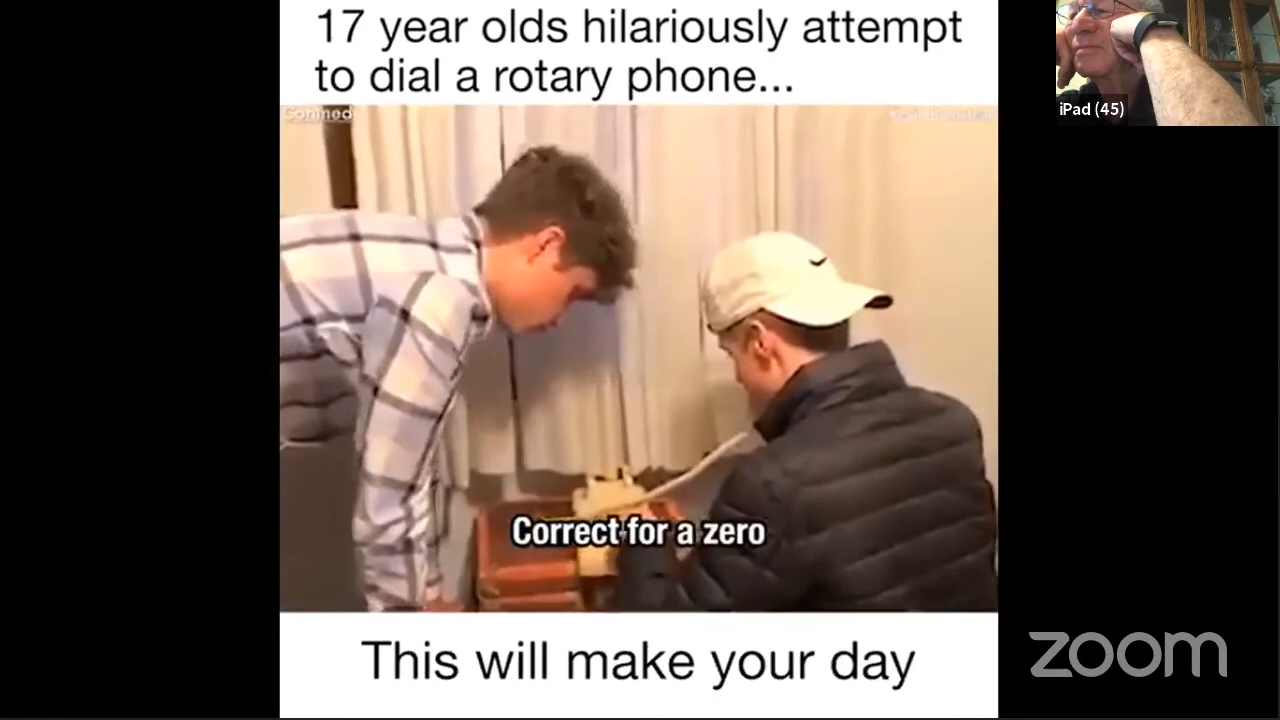 17 year olds hilariously attempt
to dial a rotary phone...
iPad (45)
Correct for a zero
This will make your day
zoom